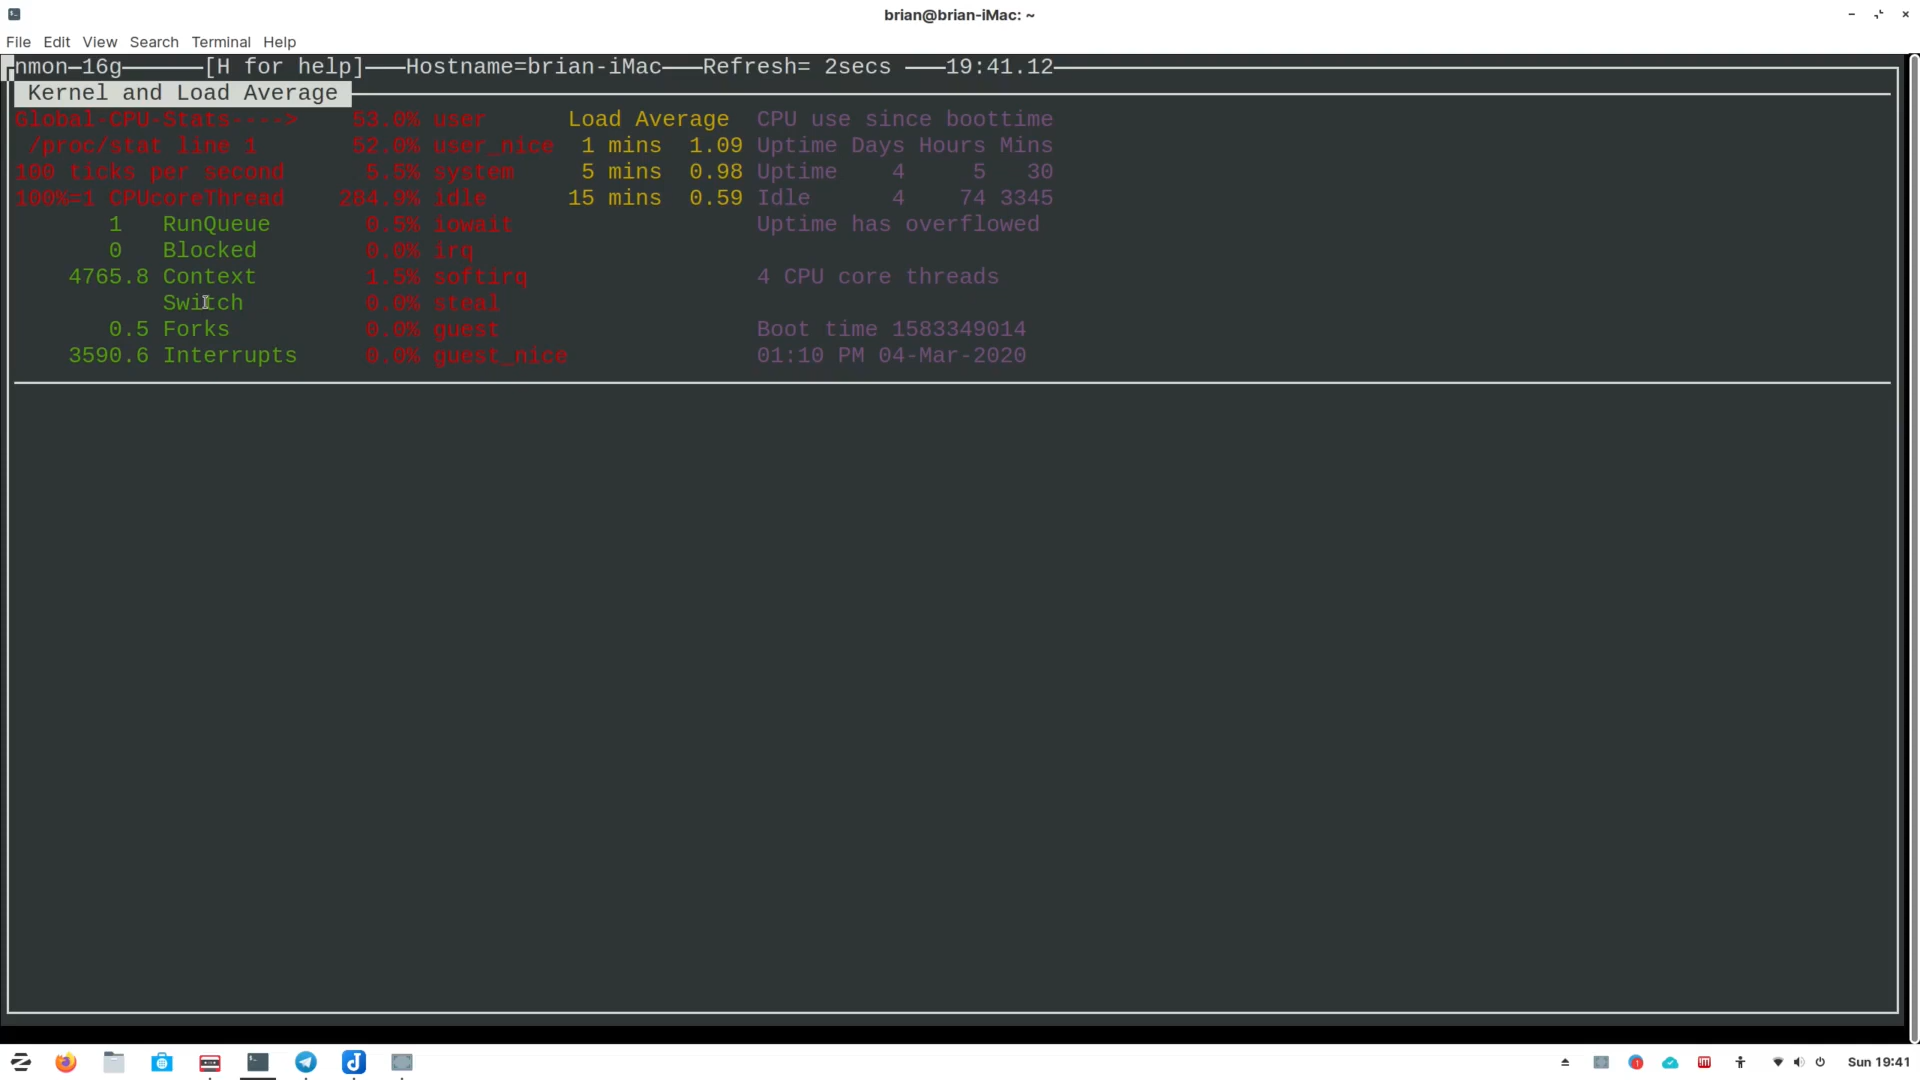 brian@brian-iMac: ~
File Edit View Search Terminal Help
nmon—16g [H for help] Hostname=brian-iMac Refresh= 2secs 19:41.12
Kernel and Load Average
Global-CPU-Stats----> 53.0% user Load Average CPU use since boottime
/proc/stat line 1 52.0% user_nice 1 mins 1.09 Uptime Days Hours Mins
100 ticks per second 5.5% system 5 mins 0.98 Uptime 4 5 30
100%=1 CPUcoreThread 284.9% idle 15 mins 0.59 Idle 4 74 3345
1 RunQueue 0.5% iowait Uptime has overflowed
0 Blocked 0.0% irq
4765.8 Context 1.5% softirq 4 CPU core threads
Switch 0.0% steal
0.5 Forks 0.0% guest Boot time 1583349014
3590.6 Interrupts 0.0% guest_nice 01:10 PM 04-Mar-2020
Sun 19:41